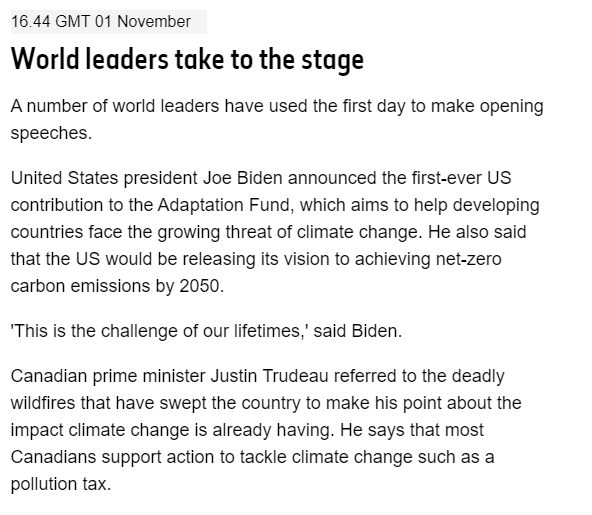 16.44 GMT 01 November
World leaders take to the stage
A number of world leaders have used the first day to make opening
speeches.
United States president Joe Biden announced the first-ever US
contribution to the Adaptation Fund, which aims to help developing
countries face the growing threat of climate change. He also said
that the US would be releasing its vision to achieving net-zero
carbon emissions by 2050.
'This is the challenge of our lifetimes,' said Biden.
Canadian prime minister Justin Trudeau referred to the deadly
wildfires that have swept the country to make his point about the
impact climate change is already having. He says that most
Canadians support action to tackle climate change such as a
pollution tax.